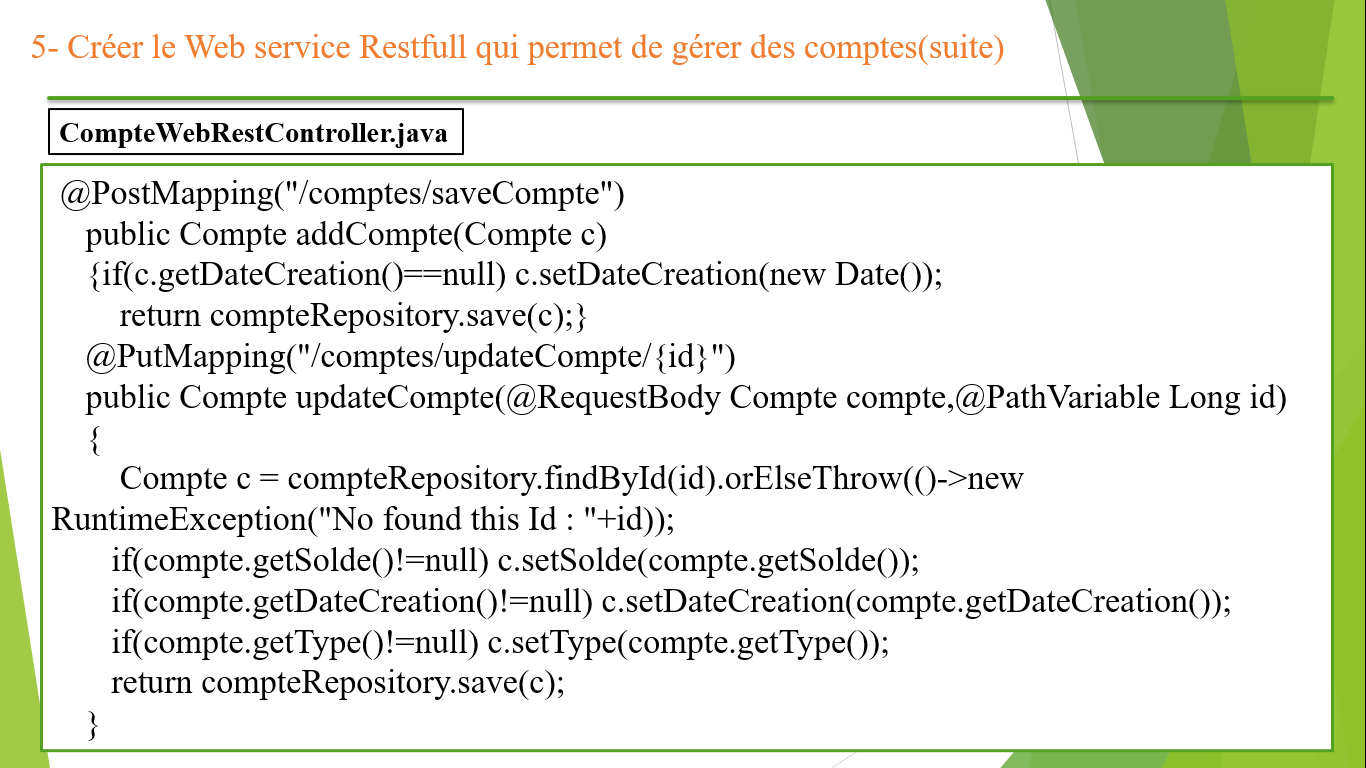 5- Créer le Web service Restfull qui permet de gérer des comptes(suite)
CompteWebRestController.java
@PostMapping("/comptes/saveCompte")
public Compte addCompte(Compte c)
{if(c.getDateCreation()==null) c.setDateCreation(new Date());
return compteRepository.save(c);}
@PutMapping("/comptes/updateCompte/{id}")
public Compte updateCompte(@RequestBody Compte compte,@PathVariable Long id)
{
Compte c = compteRepository.findById(id).orElseThrow(()->new
RuntimeException("No found this Id : "+id));
if(compte.getSolde()!=null) c.setSolde(compte.getSolde());
if(compte.getDateCreation()!=null) c.setDateCreation(compte.getDateCreation());
if(compte.getType()!=null) c.setType(compte.getType());
return compteRepository.save(c);
}